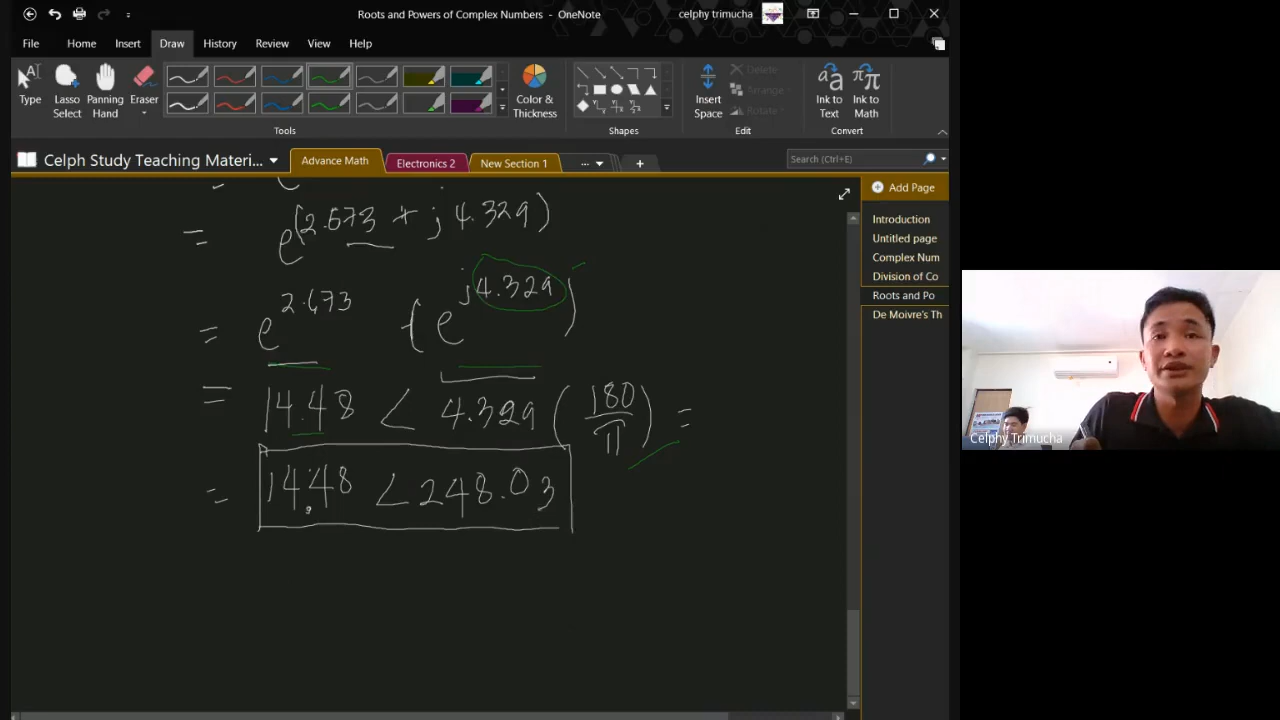 Roots and Powers of Complex Numbers - OneNote
celphy trimucha
File Home Insert Draw History Review View Help
Type
Lasso Select
Panning Hand
Eraser
Color & Thickness
Insert Space
Delete
Arrange
Rotate
Ink to Text
Ink to Math
Tools
Shapes
Edit
Convert
Celph Study Teaching Materi...
Advance Math
Electronics 2
New Section 1
Search (Ctrl+E)
Add Page
Introduction
Untitled page
Complex Num
Division of Co
Roots and Po
De Moivre's Th
= e^(2.673 + j 4.329)
= e^2.673 (e^j4.329)
= 14.48 ∠ 4.329 (180/π) =
= 14.48 ∠ 248.03
Celphy Trimucha